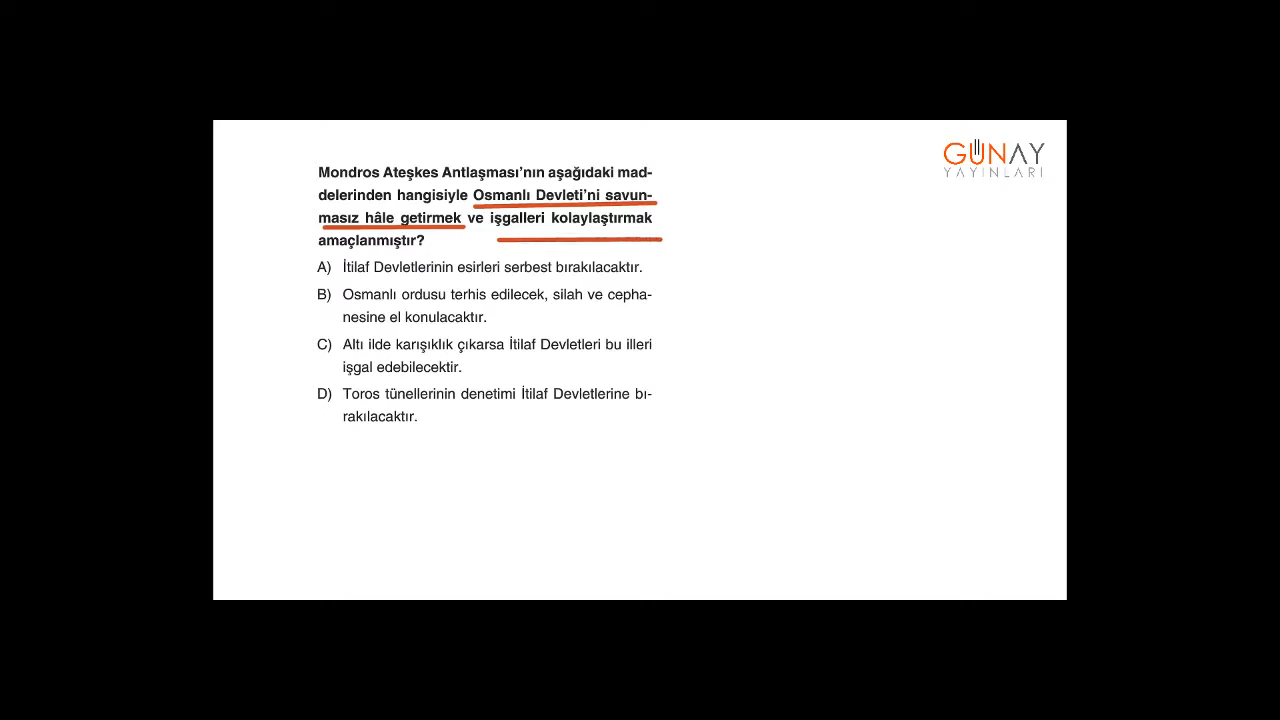 GÜNAY
YAYINLARI
Mondros Ateşkes Antlaşması’nın aşağıdaki mad-
delerinden hangisiyle Osmanlı Devleti’ni savun-
masız hâle getirmek ve işgalleri kolaylaştırmak
amaçlanmıştır?
A) İtilaf Devletlerinin esirleri serbest bırakılacaktır.
B) Osmanlı ordusu terhis edilecek, silah ve cepha-
nesine el konulacaktır.
C) Altı ilde karışıklık çıkarsa İtilaf Devletleri bu illeri
işgal edebilecektir.
D) Toros tünellerinin denetimi İtilaf Devletlerine bı-
rakılacaktır.